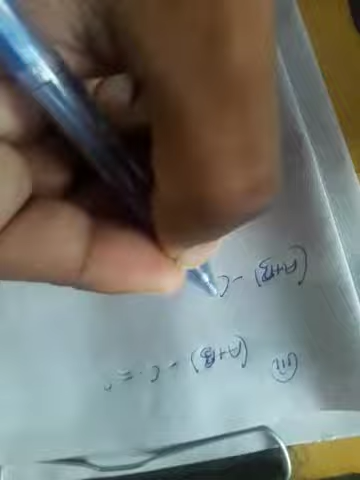 (iii) (A+B) - C = ?
(A+B) - C